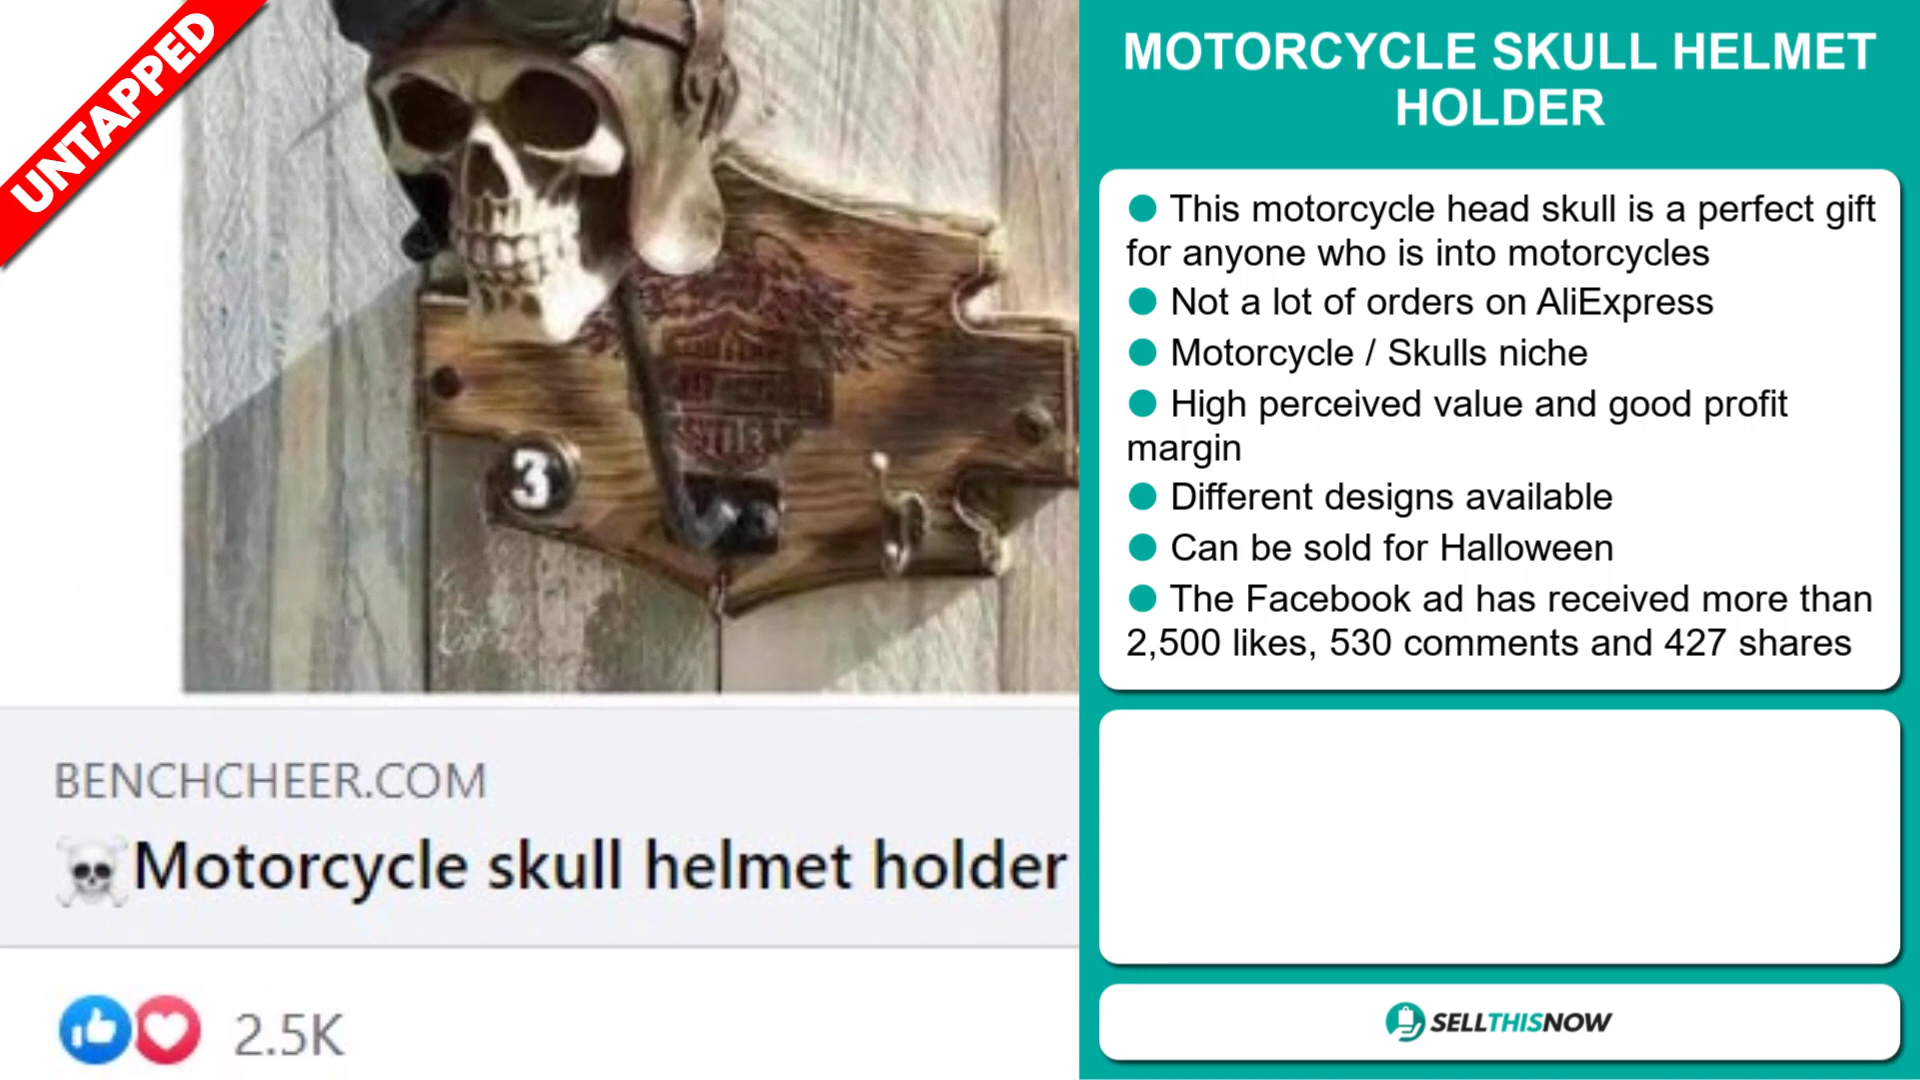 UNTAPPED
3
BENCHCHEER.COM
Motorcycle skull helmet holder
2.5K
MOTORCYCLE SKULL HELMET
HOLDER
● This motorcycle head skull is a perfect gift
for anyone who is into motorcycles
● Not a lot of orders on AliExpress
● Motorcycle / Skulls niche
● High perceived value and good profit
margin
● Different designs available
● Can be sold for Halloween
● The Facebook ad has received more than
2,500 likes, 530 comments and 427 shares
SELLTHISNOW